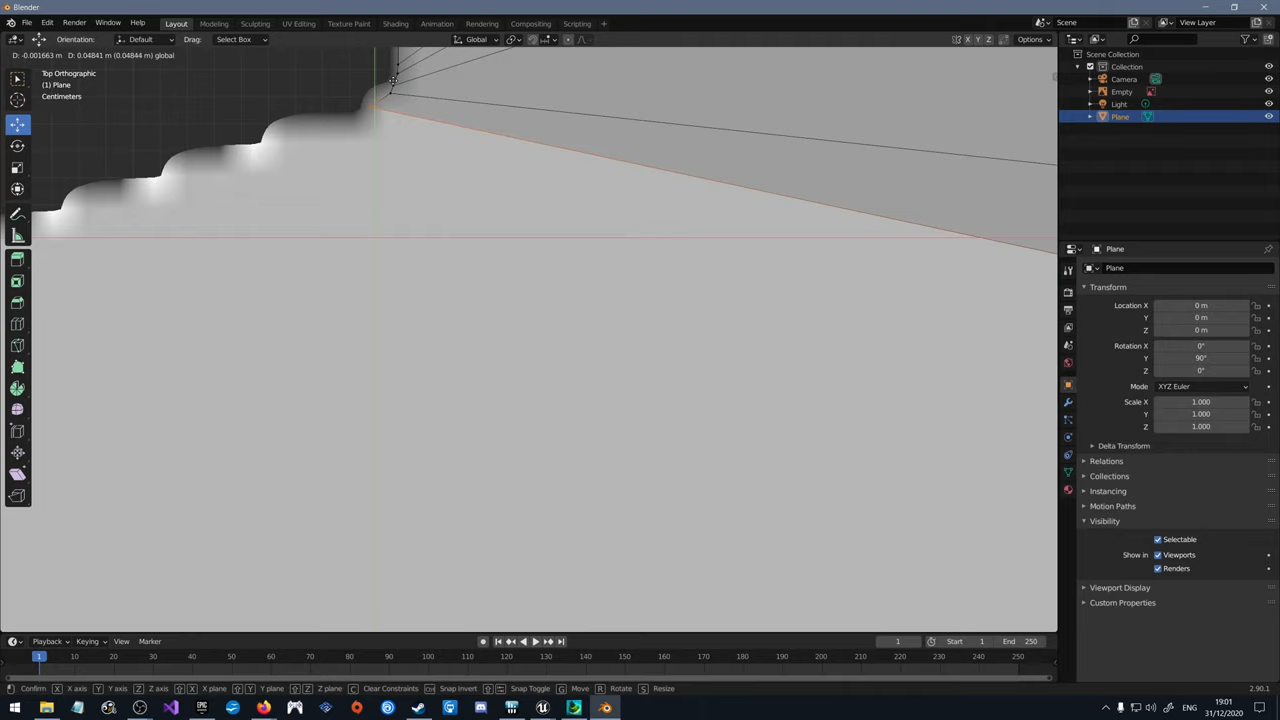 Blender
File Edit Render Window Help Layout Modeling Sculpting UV Editing Texture Paint Shading Animation Rendering Compositing Scripting + Scene View Layer
Orientation: Default Drag: Select Box Global X Y Z Options
D: -0.001663 m D: 0.04841 m (0.04844 m) global
Top Orthographic
(1) Plane
Centimeters
Scene Collection
Collection
Camera
Empty
Light
Plane
Plane
Plane
Transform
Location X 0 m
Y 0 m
Z 0 m
Rotation X 0°
Y 90°
Z 0°
Mode XYZ Euler
Scale X 1.000
Y 1.000
Z 1.000
Delta Transform
Relations
Collections
Instancing
Motion Paths
Visibility
Selectable
Show in Viewports
Renders
Viewport Display
Custom Properties
Playback Keying View Marker 1 Start 1 End 250
1 10 20 30 40 50 60 70 80 90 100 110 120 130 140 150 160 170 180 190 200 210 220 230 240 250
Confirm X X axis Y Y axis Z Z axis X X plane Y Y plane Z Z plane C Clear Constraints Snap Invert Snap Toggle G Move R Rotate S Resize 2.90.1
ENG 19:01
31/12/2020